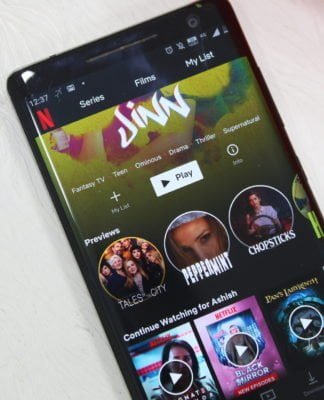 12:37
4G
N
Series Films My List
JINN
Fantasy TV Teen Ominous Drama Thriller Supernatural
My List
Play
Info
Previews
TALES OF THE CITY
PEPPERMINT
CHOPSTICKS
Continue Watching for Ashish
NETFLIX
BLACK
MIRROR
NEW EPISODES
PAN'S LABYRINTH